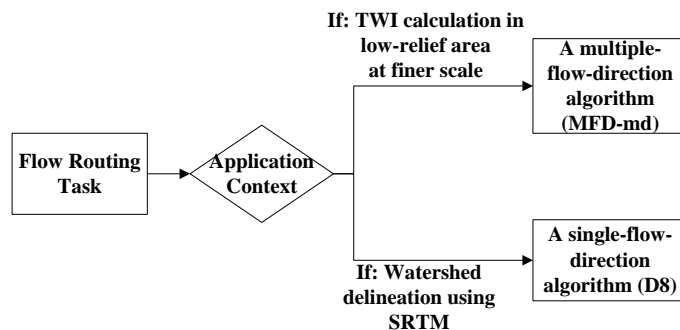 If: TWI calculation in
low-relief area
at finer scale
A multiple-
flow-direction
algorithm
(MFD-md)
Flow Routing
Task
Application
Context
A single-flow-
direction
algorithm (D8)
If: Watershed
delineation using
SRTM